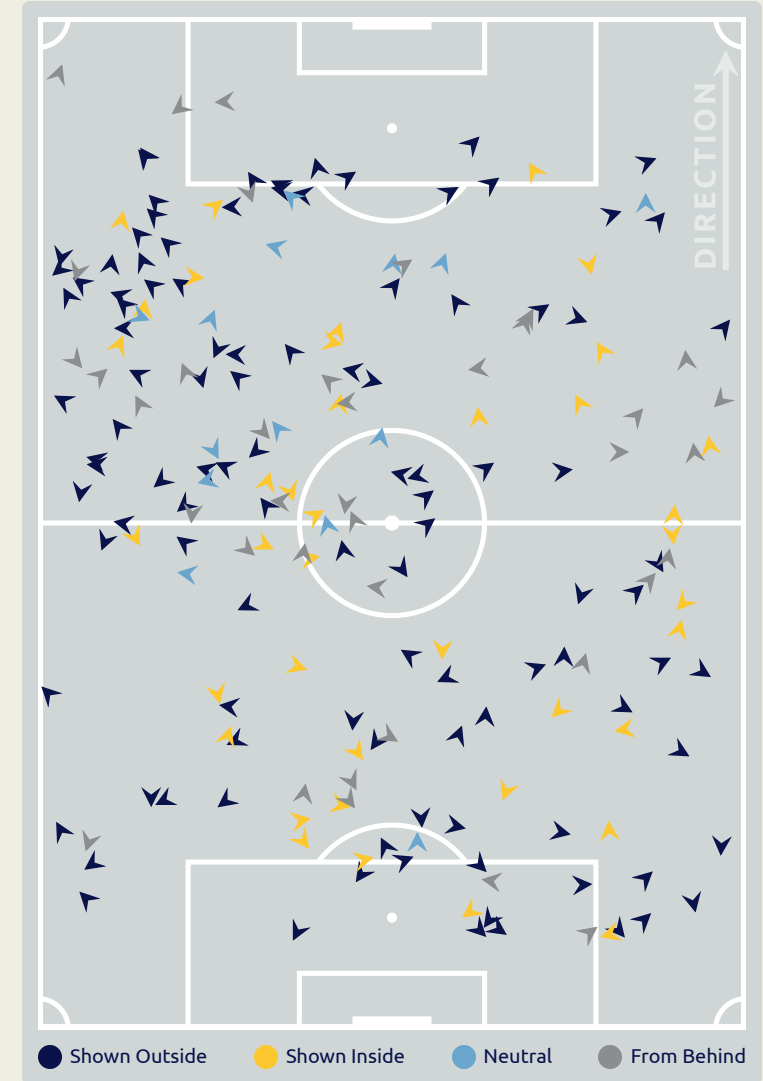 DIRECTION
Shown Outside
Shown Inside
Neutral
From Behind